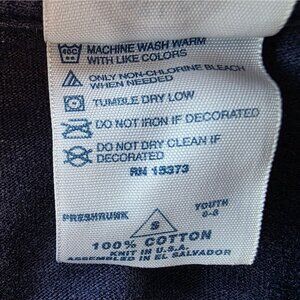 40C MACHINE WASH WARM
WITH LIKE COLORS
ONLY NON-CHLORINE BLEACH
WHEN NEEDED
TUMBLE DRY LOW
DO NOT IRON IF DECORATED
DO NOT DRY CLEAN IF
DECORATED
RN 15373
PRESHRUNK S YOUTH
6-8
100% COTTON
KNIT IN U.S.A.
ASSEMBLED IN EL SALVADOR